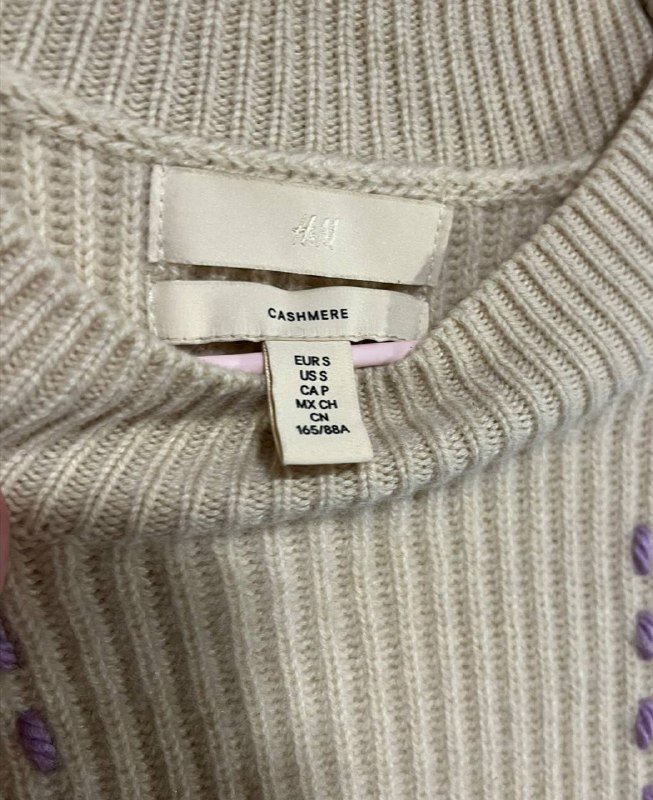 H&M
CASHMERE
EUR S
US S
CA P
MX CH
CN
165/88A